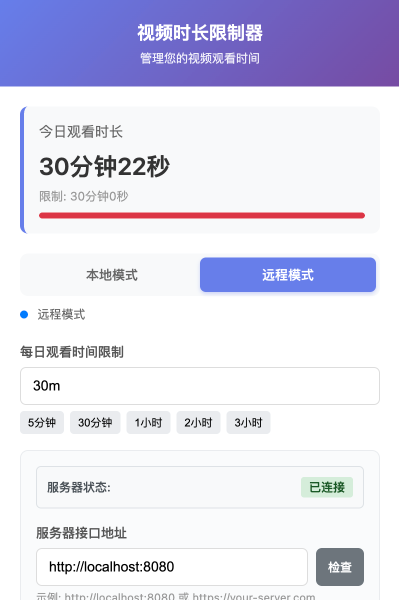 视频时长限制器
管理您的视频观看时间
今日观看时长
30分钟22秒
限制: 30分钟0秒
本地模式 远程模式
远程模式
每日观看时间限制
30m
5分钟 30分钟 1小时 2小时 3小时
服务器状态: 已连接
服务器接口地址
http://localhost:8080 检查
示例: http://localhost:8080 或 https://your-server.com